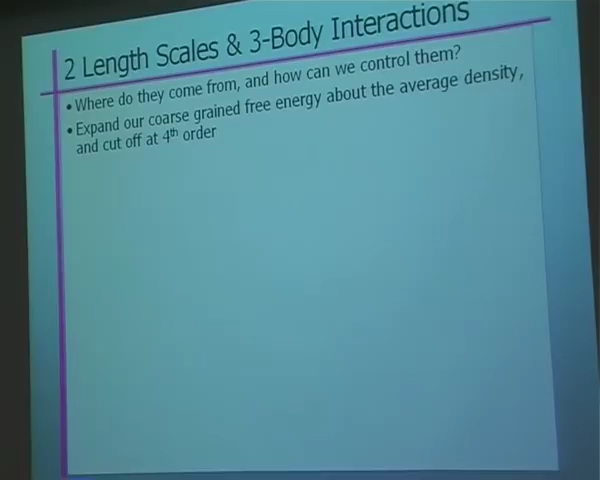 2 Length Scales & 3-Body Interactions
• Where do they come from, and how can we control them?
• Expand our coarse grained free energy about the average density,
and cut off at 4th order